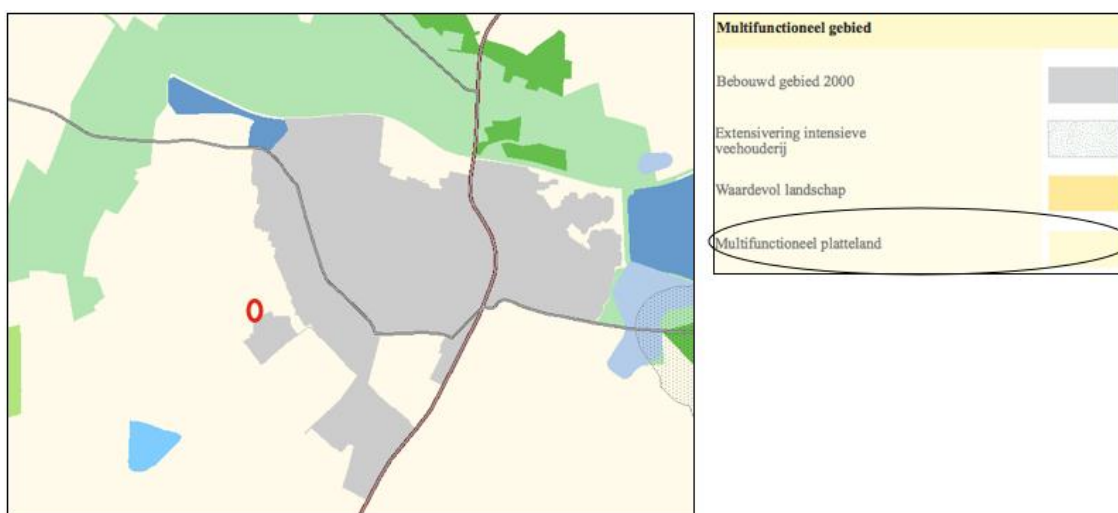 Multifunctioneel gebied
Bebouwd gebied 2000
Extensivering intensieve
veehouderij
Waardevol landschap
Multifunctioneel platteland